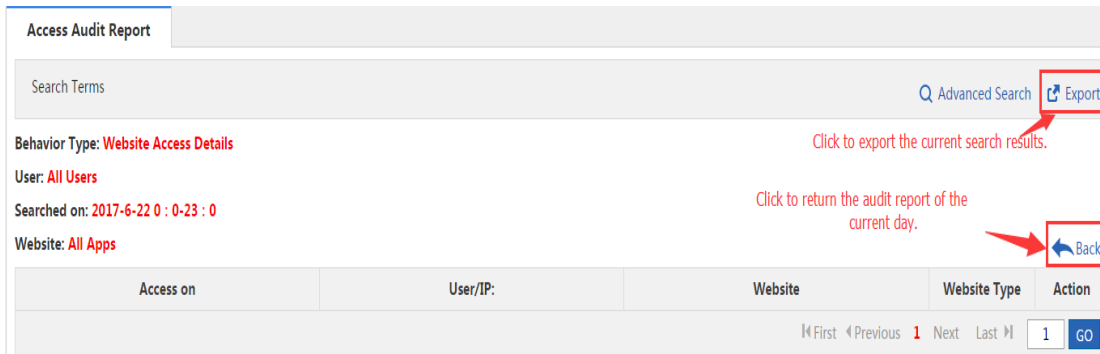 Access Audit Report
Search Terms
Advanced Search Export
Click to export the current search results.
Behavior Type: Website Access Details
User: All Users
Searched on: 2017-6-22 0 : 0-23 : 0
Website: All Apps
Click to return the audit report of the
current day.
Back
Access on User/IP: Website Website Type Action
First Previous 1 Next Last 1 GO